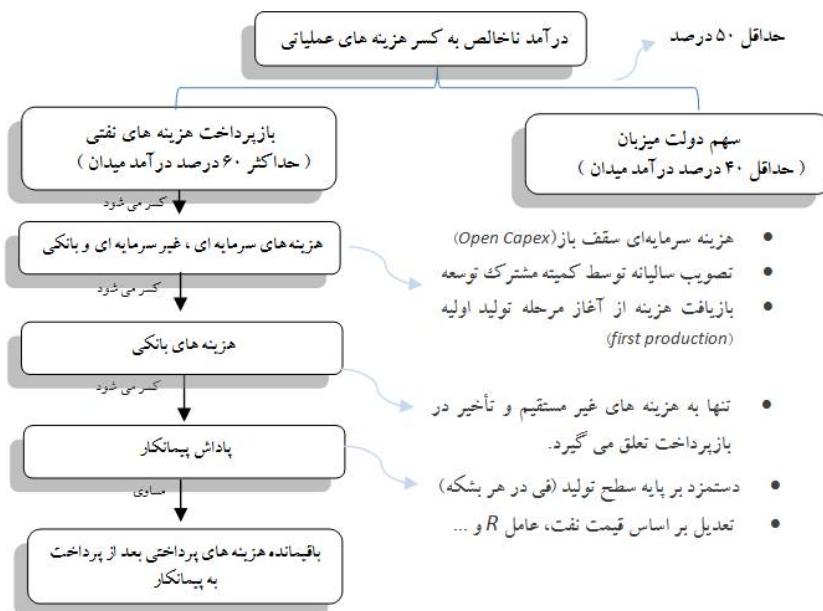 درآمد ناخالص به کسر هزینه های عملیاتی
حداقل ۵۰ درصد
سهم دولت میزبان
( حداقل ۴۰ درصد درآمد میدان )
بازپرداخت هزینه های نفتی
( حداکثر ۶۰ درصد درآمد میدان )
کسر می شود
هزینه های سرمایه ای ، غیر سرمایه ای و بانکی
• هزینه سرمایه‌ای سقف باز(Open Capex)
• تصویب سالیانه توسط کمیته مشترک توسعه
• بازیافت هزینه از آغاز مرحله تولید اولیه
(first production)
کسر می شود
هزینه های بانکی
• تنها به هزینه های غیر مستقیم و تأخیر در
بازپرداخت تعلق می گیرد.
کسر می شود
پاداش پیمانکار
• دستمزد بر پایه سطح تولید (فی در هر بشکه)
• تعدیل بر اساس قیمت نفت، عامل R و ...
مساوی
باقیمانده هزینه های پرداختی بعد از پرداخت
به پیمانکار